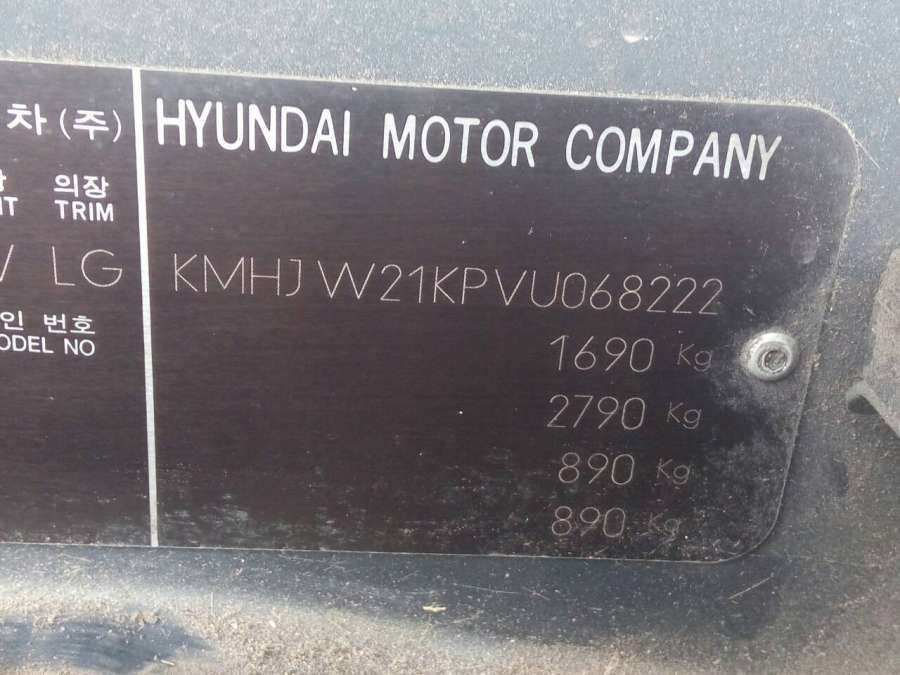 차(주) HYUNDAI MOTOR COMPANY
의장
TRIM
LG KMHJW21KPVU068222
인 번호
ODEL NO
1690 Kg
2790 Kg
890 Kg
890 Kg